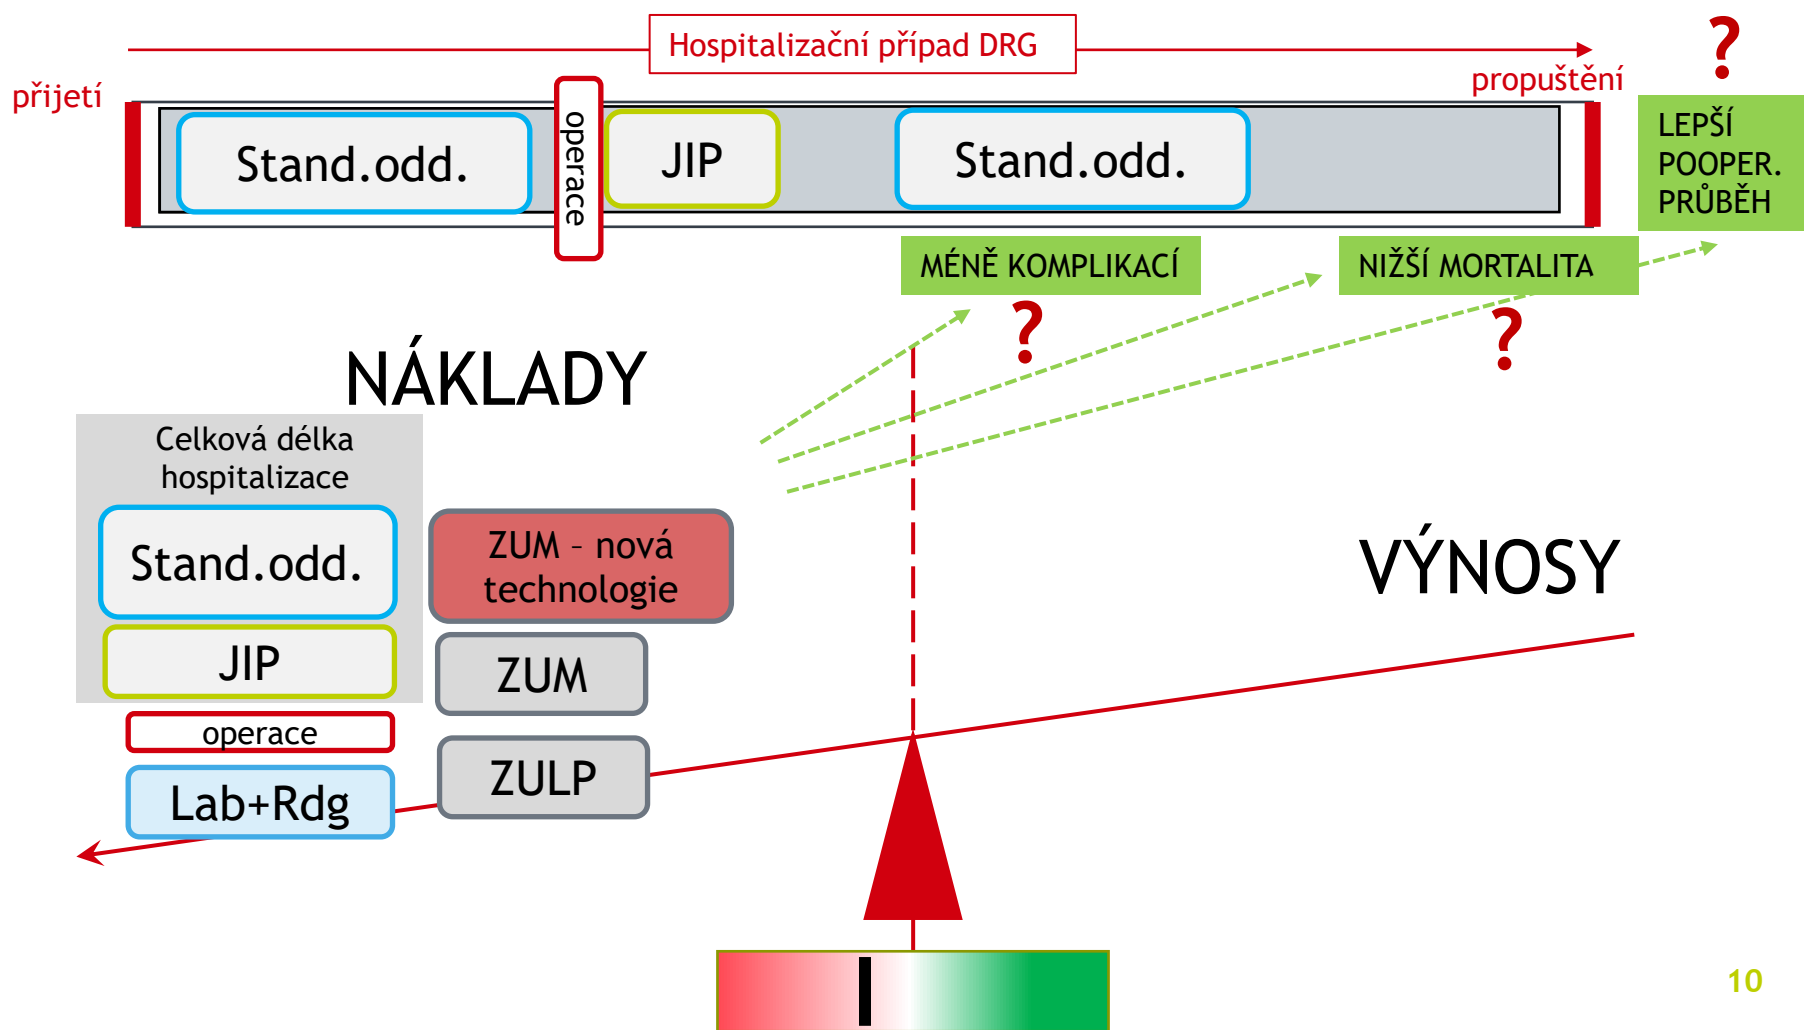 Hospitalizační případ DRG
?
přijetí
propuštění
Stand.odd.
operace
JIP
Stand.odd.
LEPŠÍ
POOPER.
PRŮBĚH
MÉNĚ KOMPLIKACÍ
NIŽŠÍ MORTALITA
?
?
NÁKLADY
Celková délka
hospitalizace
Stand.odd.
ZUM – nová
technologie
VÝNOSY
JIP
ZUM
operace
ZULP
Lab+Rdg
10